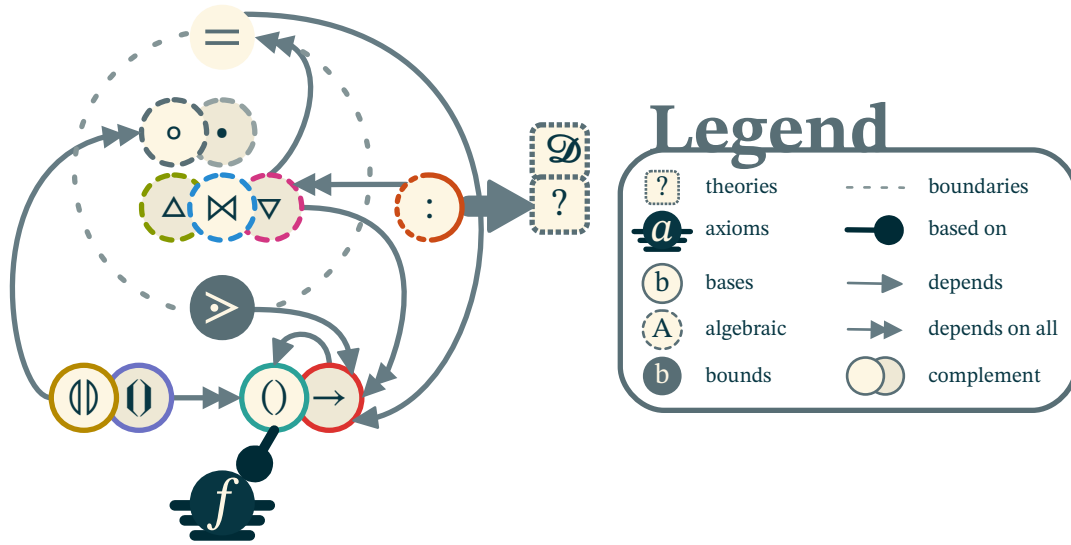 =
∘ •
𝒟
△ ⋈ ▽
:
?
⋗
⦅⦆
() →
f
Legend
? theories
boundaries
a axioms
based on
b bases
depends
A algebraic
depends on all
b bounds
complement